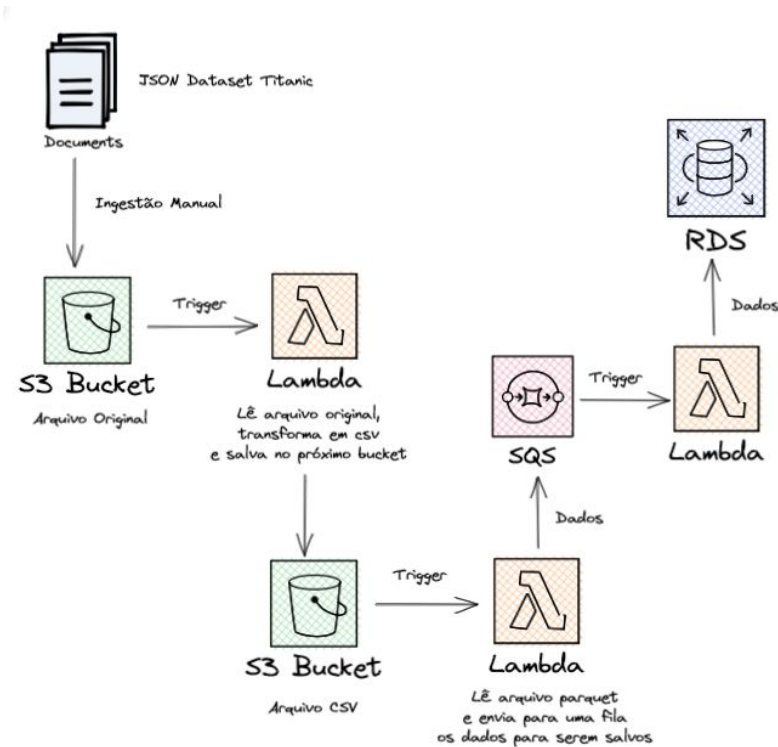 JSON Dataset Titanic
Documents
Ingestão Manual
RDS
Dados
Trigger
S3 Bucket
Arquivo Original
Lambda
Lê arquivo original,
transforma em csv
e salva no próximo bucket
Trigger
SQS
Lambda
Dados
Trigger
S3 Bucket
Arquivo CSV
Lambda
Lê arquivo parquet
e envia para uma fila
os dados para serem salvos